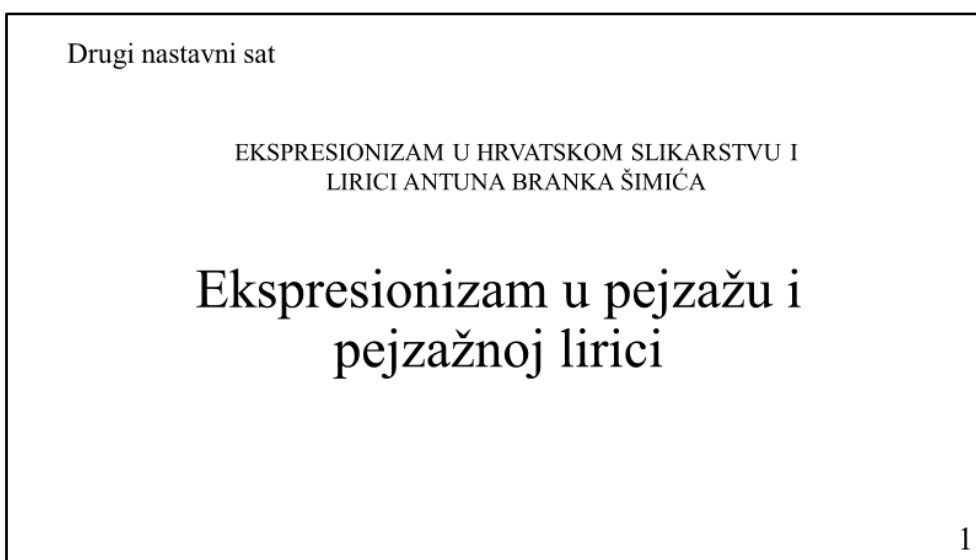 Drugi nastavni sat
EKSPRESIONIZAM U HRVATSKOM SLIKARSTVU I
LIRICI ANTUNA BRANKA ŠIMIĆA
Ekspresionizam u pejzažu i
pejzažnoj lirici
1